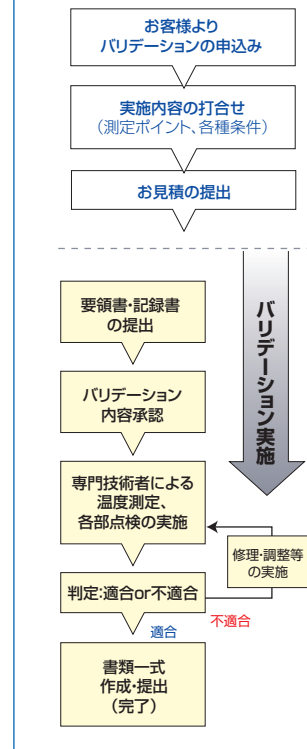 お客様より
バリデーションの申込み
実施内容の打合せ
（測定ポイント、各種条件）
お見積の提出
要領書・記録書
の提出
バリデーション
内容承認
専門技術者による
温度測定、
各部点検の実施
判定:適合or不適合
適合
書類一式
作成・提出
（完了）
バリデーション実施
修理・調整等
の実施
不適合